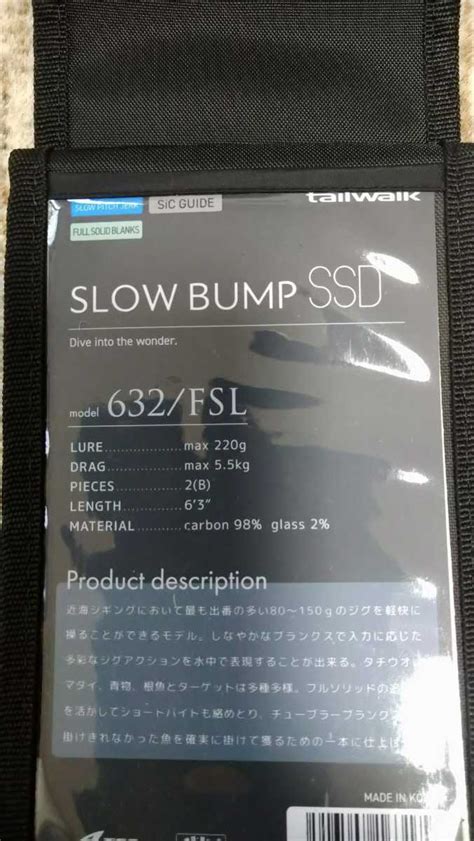 SLOW PITCH JERK SiC GUIDE tailwalk
FULL SOLID BLANKS
SLOW BUMP SSD
Dive into the wonder.
model 632/FSL
LURE................... max 220g
DRAG................... max 5.5kg
PIECES................. 2(B)
LENGTH................ 6'3"
MATERIAL........... carbon 98% glass 2%
Product description
近海ジギングにおいて最も出番の多い80～150gのジグを軽快に
操ることができるモデル。しなやかなブランクスで入力に応じた
多彩なジグアクションを水中で表現することが出来る。タチウオ
マダイ、青物、根魚とターゲットは多種多様。フルソリッドの
を活かしてショートバイトも絡めとり、チューブラーブランク
掛けきれなかった魚を確実に掛けて獲るための一本に仕上げ
MADE IN KO